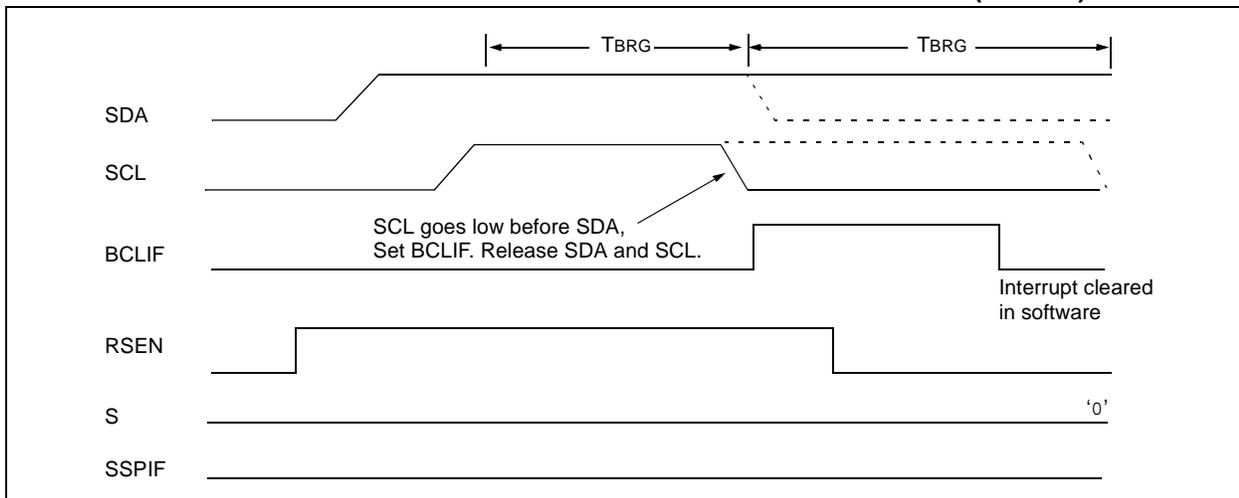 TBRG TBRG
SDA
SCL
SCL goes low before SDA,
Set BCLIF. Release SDA and SCL.
BCLIF
Interrupt cleared
in software
RSEN
S
‘0’
SSPIF